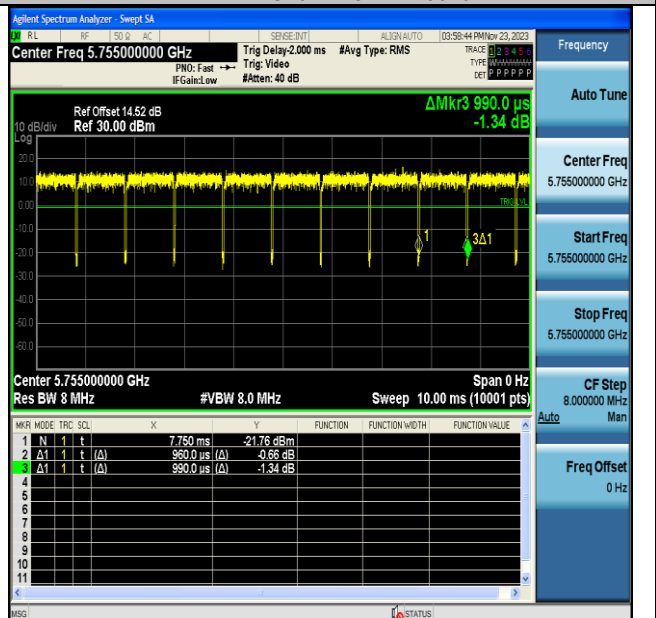 Agilent Spectrum Analyzer - Swept SA
RL RF 50 Ω AC SENSE:INT ALIGN AUTO 03:58:44 PM Nov 23, 2023
Center Freq 5.755000000 GHz
PNO: Fast
IFGain:Low
Trig Delay-2.000 ms
Trig: Video
#Atten: 40 dB
#Avg Type: RMS
TRACE 1 2 3 4 5 6
TYPE
DET P P P P P P
Ref Offset 14.52 dB
Ref 30.00 dBm
10 dB/div
Log
ΔMkr3 990.0 µs
-1.34 dB
20.0
10.0
0.00
-10.0
-20.0
-30.0
-40.0
-50.0
-60.0
TRIG LVL
1
3Δ1
Center 5.755000000 GHz Span 0 Hz
Res BW 8 MHz #VBW 8.0 MHz Sweep 10.00 ms (10001 pts)
MKR MODE TRC SCL X Y FUNCTION FUNCTION WIDTH FUNCTION VALUE
1 N 1 t 7.750 ms -21.76 dBm
2 Δ1 1 t (Δ) 960.0 µs (Δ) -0.66 dB
3 Δ1 1 t (Δ) 990.0 µs (Δ) -1.34 dB
4
5
6
7
8
9
10
11
MSG STATUS
Frequency
Auto Tune
Center Freq
5.755000000 GHz
Start Freq
5.755000000 GHz
Stop Freq
5.755000000 GHz
CF Step
8.000000 MHz
Auto Man
Freq Offset
0 Hz